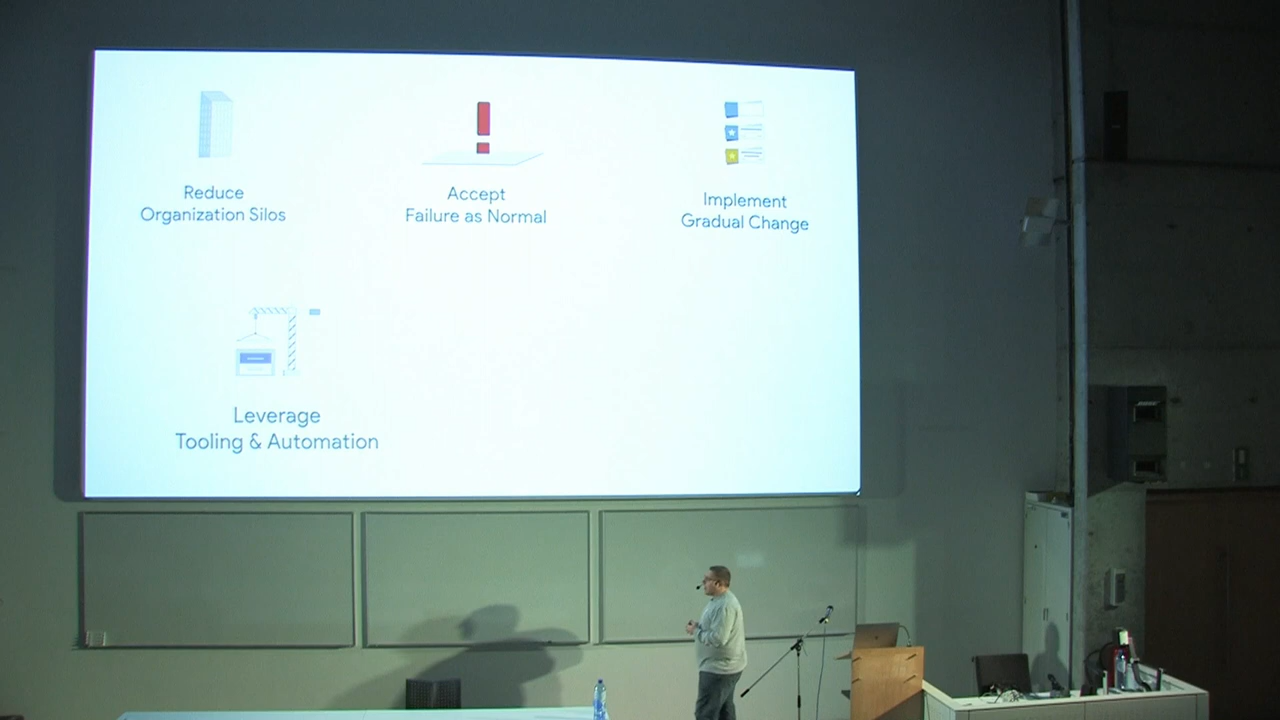 Reduce
Organization Silos
Accept
Failure as Normal
Implement
Gradual Change
Leverage
Tooling & Automation